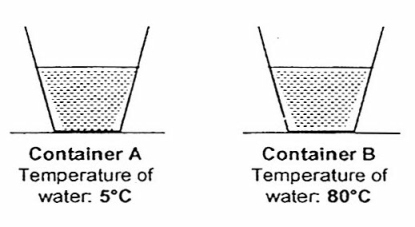 Container A
Temperature of
water: 5°C
Container B
Temperature of
water: 80°C